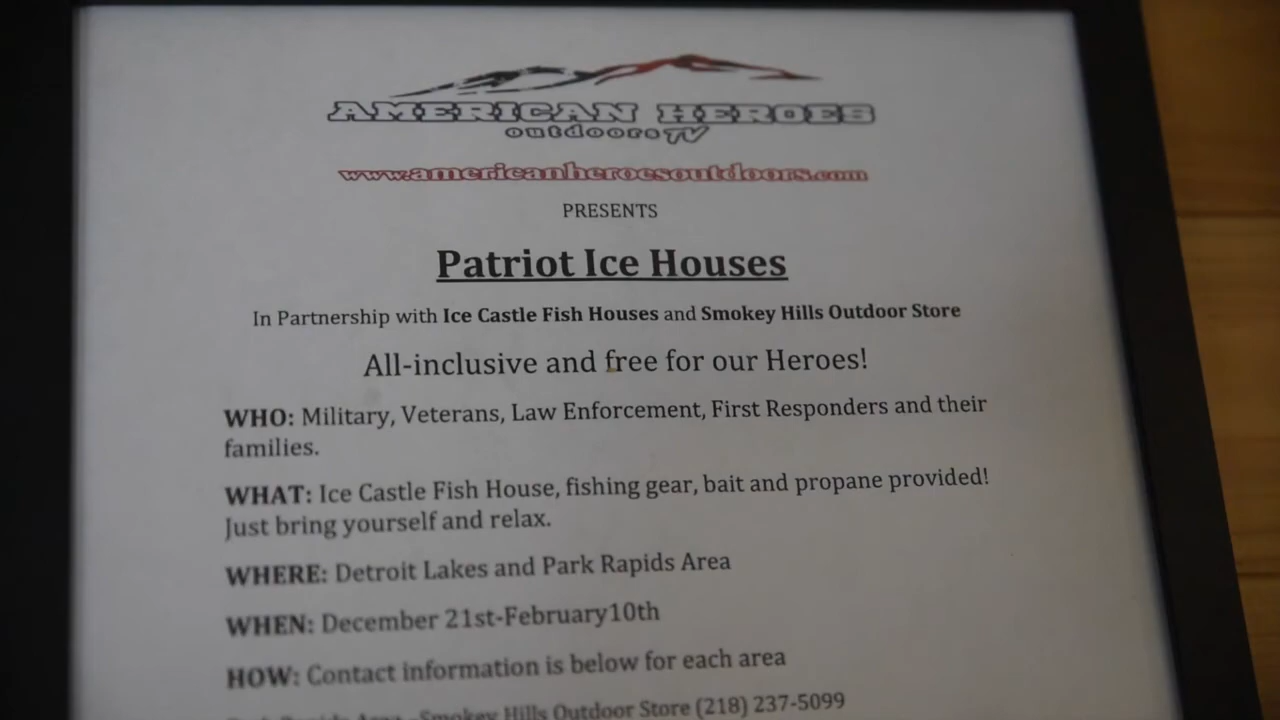 AMERICAN HEROES
outdoors TV
www.americanheroesoutdoors.com
PRESENTS
Patriot Ice Houses
In Partnership with Ice Castle Fish Houses and Smokey Hills Outdoor Store
All-inclusive and free for our Heroes!
WHO: Military, Veterans, Law Enforcement, First Responders and their
families.
WHAT: Ice Castle Fish House, fishing gear, bait and propane provided!
Just bring yourself and relax.
WHERE: Detroit Lakes and Park Rapids Area
WHEN: December 21st-February10th
HOW: Contact information is below for each area
Park Rapids Area - Smokey Hills Outdoor Store (218) 237-5099